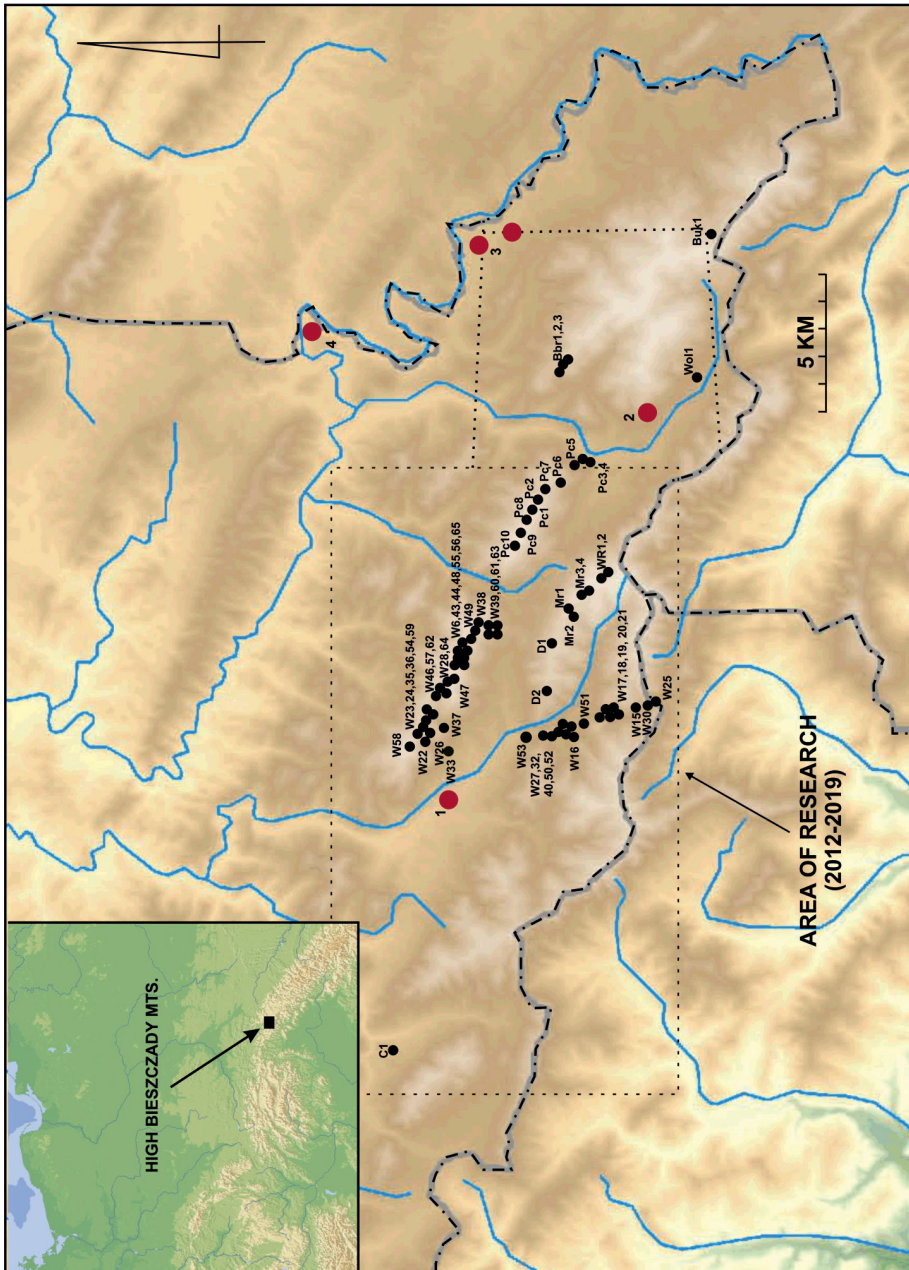 HIGH BIESZCZADY MTS.
C1
AREA OF RESEARCH
(2012-2019)
5 KM
1
2
3
4
W58
W22
W23,24,35,36,54,59
W26
W33
W37
W46,57,62
W28,64
W47
W6,43,44,48,55,56,65
W49
W38
W39,60,61,63
W53
W27,32,
40,50,52
W16
W51
W17,18,19, 20,21
W15
W30
W25
D2
D1
Mr2
Mr1
Mr3,4
WR1,2
Pc10
Pc9
Pc8
Pc1
Pc2
Pc7
Pc6
Pc5
Pc3,4
Bbr1,2,3
Wol1
Buk1